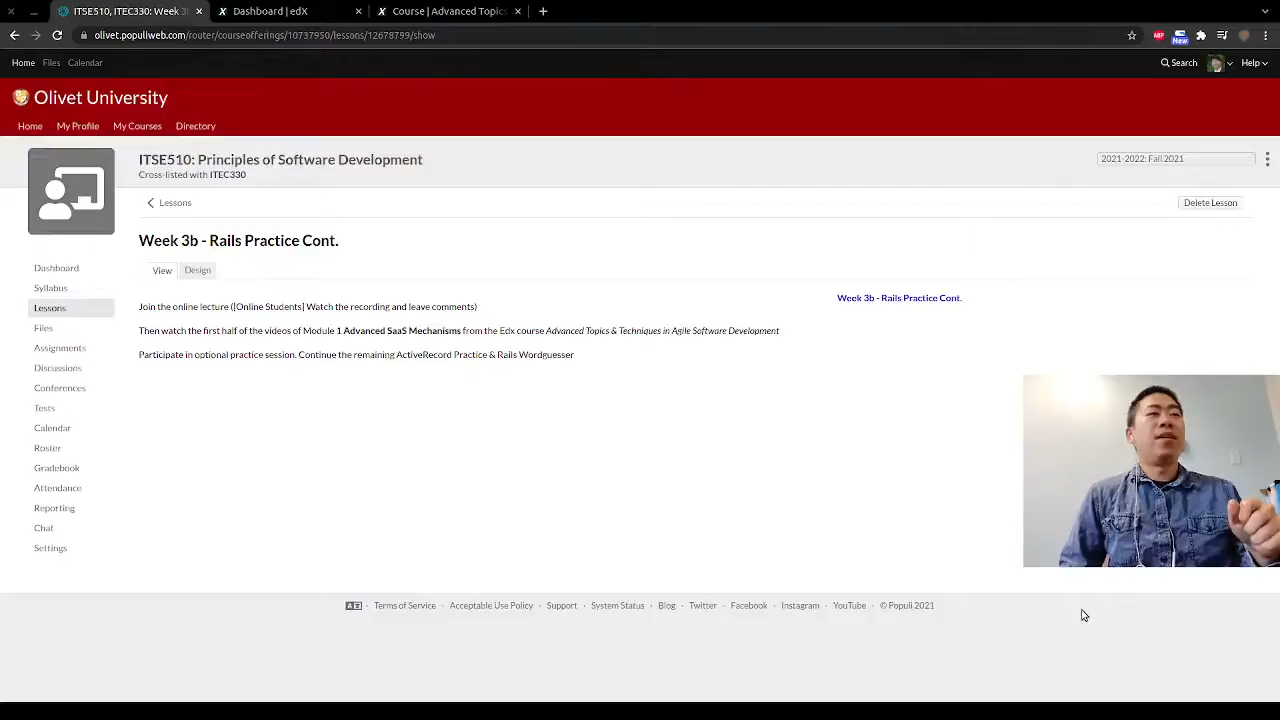 ITSE510, ITEC330: Week 3
Dashboard | edX
Course | Advanced Topics
olivet.populiweb.com/router/courseofferings/10737950/lessons/12678799/show
ABP
New
Home Files Calendar
Search
Help
Olivet University
Home My Profile My Courses Directory
ITSE510: Principles of Software Development
2021-2022: Fall 2021
Cross-listed with ITEC330
Lessons
Delete Lesson
Week 3b - Rails Practice Cont.
View Design
Dashboard
Syllabus
Lessons
Files
Assignments
Discussions
Conferences
Tests
Calendar
Roster
Gradebook
Attendance
Reporting
Chat
Settings
Join the online lecture ([Online Students] Watch the recording and leave comments)
Then watch the first half of the videos of Module 1 Advanced SaaS Mechanisms from the Edx course Advanced Topics & Techniques in Agile Software Development
Participate in optional practice session. Continue the remaining ActiveRecord Practice & Rails Wordguesser
Week 3b - Rails Practice Cont.
Terms of Service · Acceptable Use Policy · Support · System Status · Blog · Twitter · Facebook · Instagram · YouTube · © Populi 2021